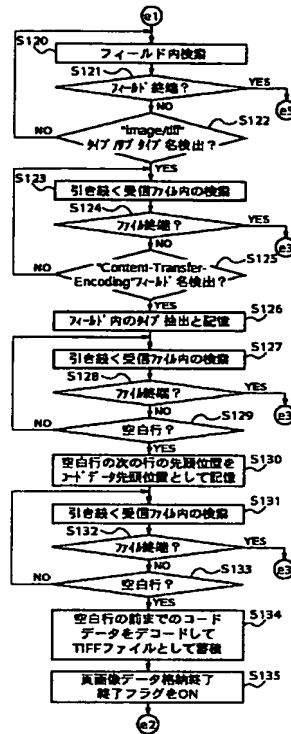 e1
S120
フィールド内検索
S121
フィールド終端?
YES
e5
NO
S122
"image/tiff"
タイプ/サブタイプ名検出?
NO
YES
S123
引き続く受信ファイル内の検索
S124
ファイル終端?
YES
e3
NO
S125
"Content-Transfer-
Encoding"フィールド名検出?
NO
YES
S126
フィールド内のタイプ抽出と記憶
S127
引き続く受信ファイル内の検索
S128
ファイル終端?
YES
e3
NO
S129
空白行?
NO
YES
S130
空白行の次の行の先頭位置を
コードデータ先頭位置として記憶
S131
引き続く受信ファイル内の検索
S132
ファイル終端?
YES
e3
NO
S133
空白行?
NO
YES
S134
空白行の前までのコード
データをデコードして
TIFFファイルとして蓄積
S135
頁画像データ格納終了
終了フラグをON
e2